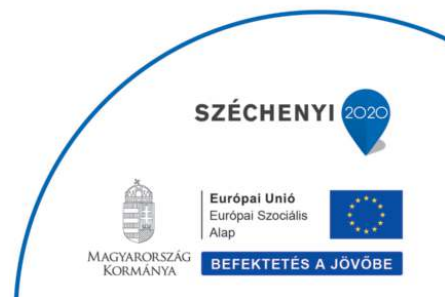 SZÉCHENYI 2020
Európai Unió
Európai Szociális
Alap
MAGYARORSZÁG
KORMÁNYA
BEFEKTETÉS A JÖVŐBE